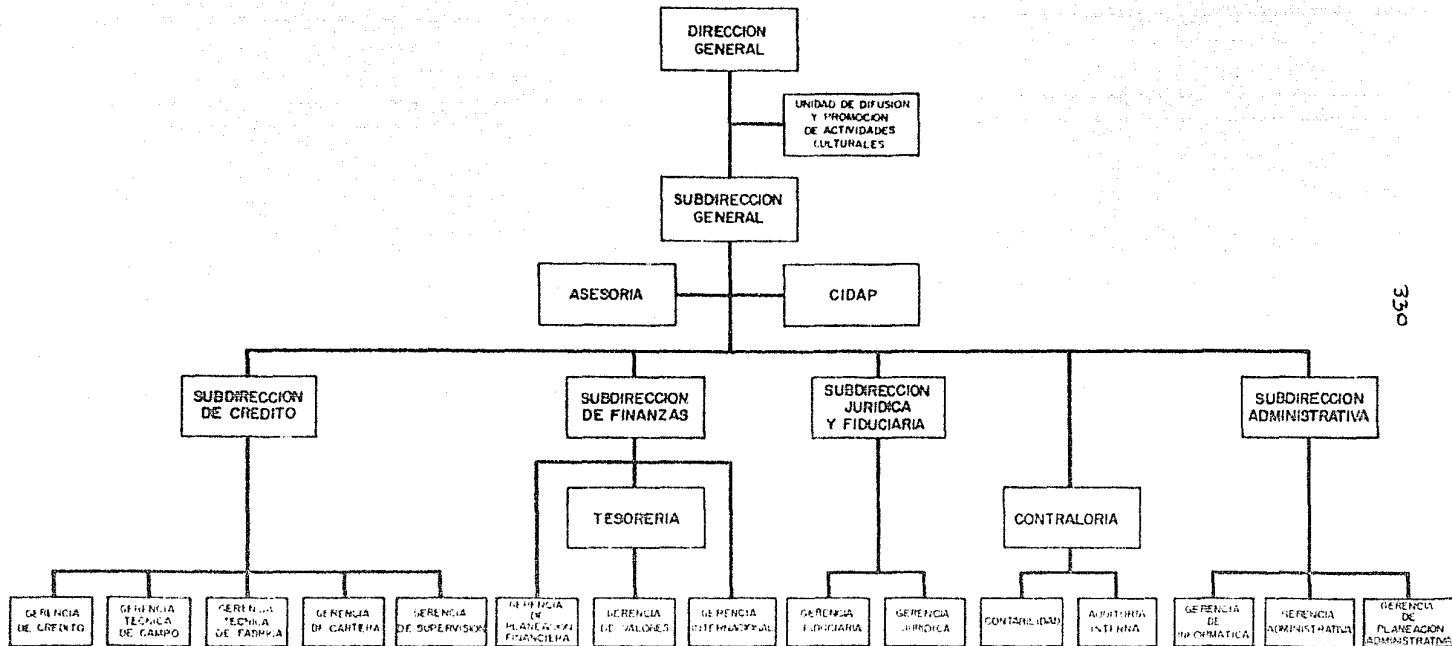 DIRECCION
GENERAL
UNIDAD DE DIFUSION
Y PROMOCION
DE ACTIVIDADES
CULTURALES
SUBDIRECCION
GENERAL
ASESORIA
CIDAP
330
SUBDIRECCION
DE CREDITO
SUBDIRECCION
DE FINANZAS
SUBDIRECCION
JURIDICA
Y FIDUCIARIA
SUBDIRECCION
ADMINISTRATIVA
TESORERIA
CONTRALORIA
GERENCIA
DE CREDITO
GERENCIA
TECNICA
DE CAMPO
GERENCIA
TECNICA
DE FABRICA
GERENCIA
DE CARTERA
GERENCIA
DE SUPERVISION
GERENCIA
DE
PLANEACION
FINANCIERA
GERENCIA
DE VALORES
GERENCIA
INTERNACIONAL
GERENCIA
FIDUCIARIA
GERENCIA
JURIDICA
CONTABILIDAD
AUDITORIA
INTERNA
GERENCIA
DE
INFORMATICA
GERENCIA
ADMINISTRATIVA
GERENCIA
DE
PLANEACION
ADMINISTRATIVA